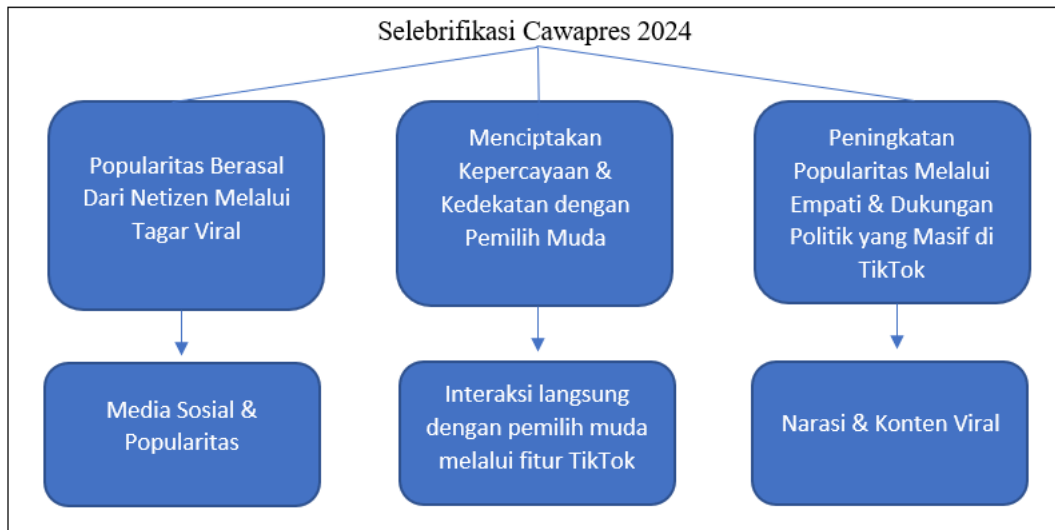 Selebrifikasi Cawapres 2024
Popularitas Berasal
Dari Netizen Melalui
Tagar Viral
Menciptakan
Kepercayaan &
Kedekatan dengan
Pemilih Muda
Peningkatan
Popularitas Melalui
Empati & Dukungan
Politik yang Masif di
TikTok
Media Sosial &
Popularitas
Interaksi langsung
dengan pemilih muda
melalui fitur TikTok
Narasi & Konten Viral